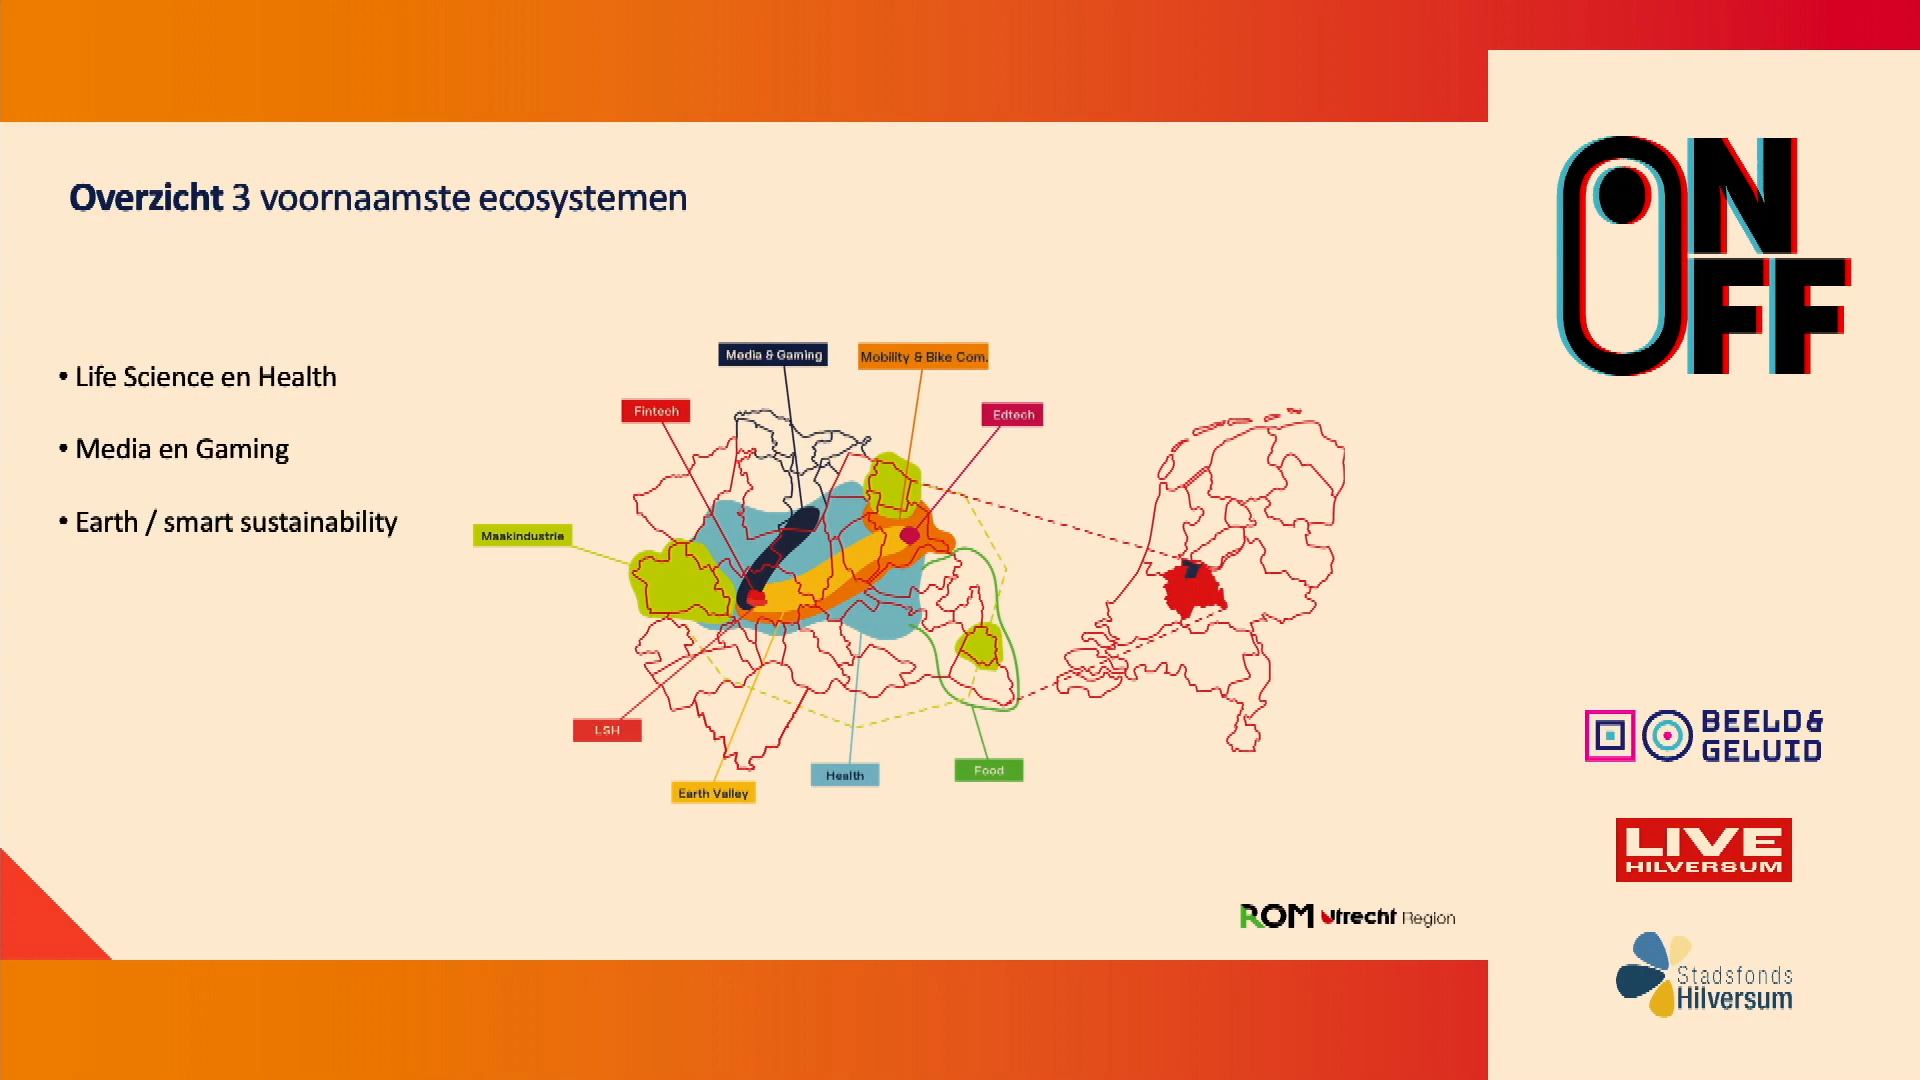 Overzicht 3 voornaamste ecosystemen
• Life Science en Health
• Media en Gaming
• Earth / smart sustainability
Media & Gaming
Mobility & Bike Com.
Fintech
Edtech
Maakindustrie
LSH
Earth Valley
Health
Food
ROM Utrecht Region
ON
OFF
BEELD&
GELUID
LIVE
HILVERSUM
Stadsfonds
Hilversum